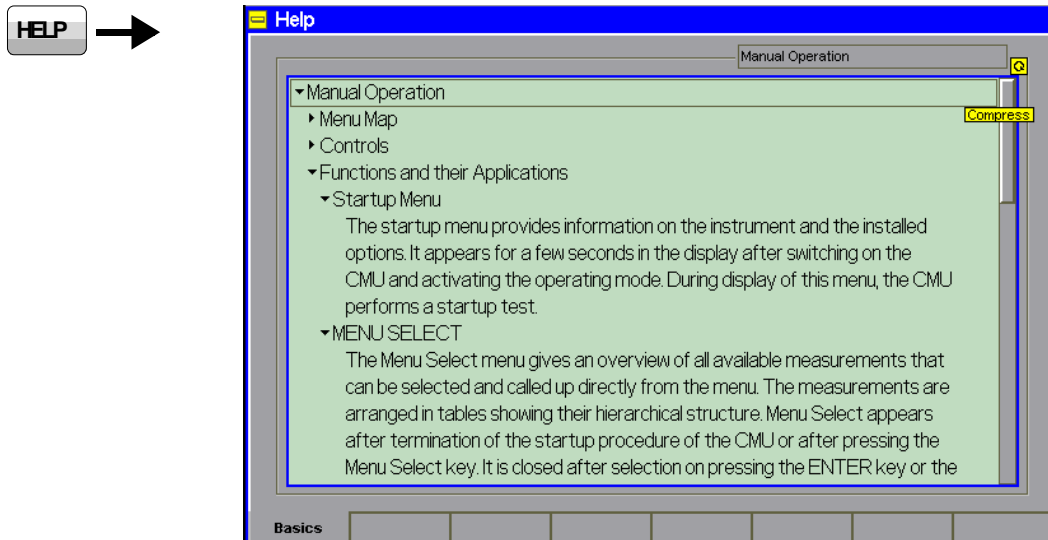 HELP
Help
Manual Operation
Manual Operation
Compress
Menu Map
Controls
Functions and their Applications
Startup Menu
The startup menu provides information on the instrument and the installed
options. It appears for a few seconds in the display after switching on the
CMU and activating the operating mode. During display of this menu, the CMU
performs a startup test.
MENU SELECT
The Menu Select menu gives an overview of all available measurements that
can be selected and called up directly from the menu. The measurements are
arranged in tables showing their hierarchical structure. Menu Select appears
after termination of the startup procedure of the CMU or after pressing the
Menu Select key. It is closed after selection on pressing the ENTER key or the
Basics